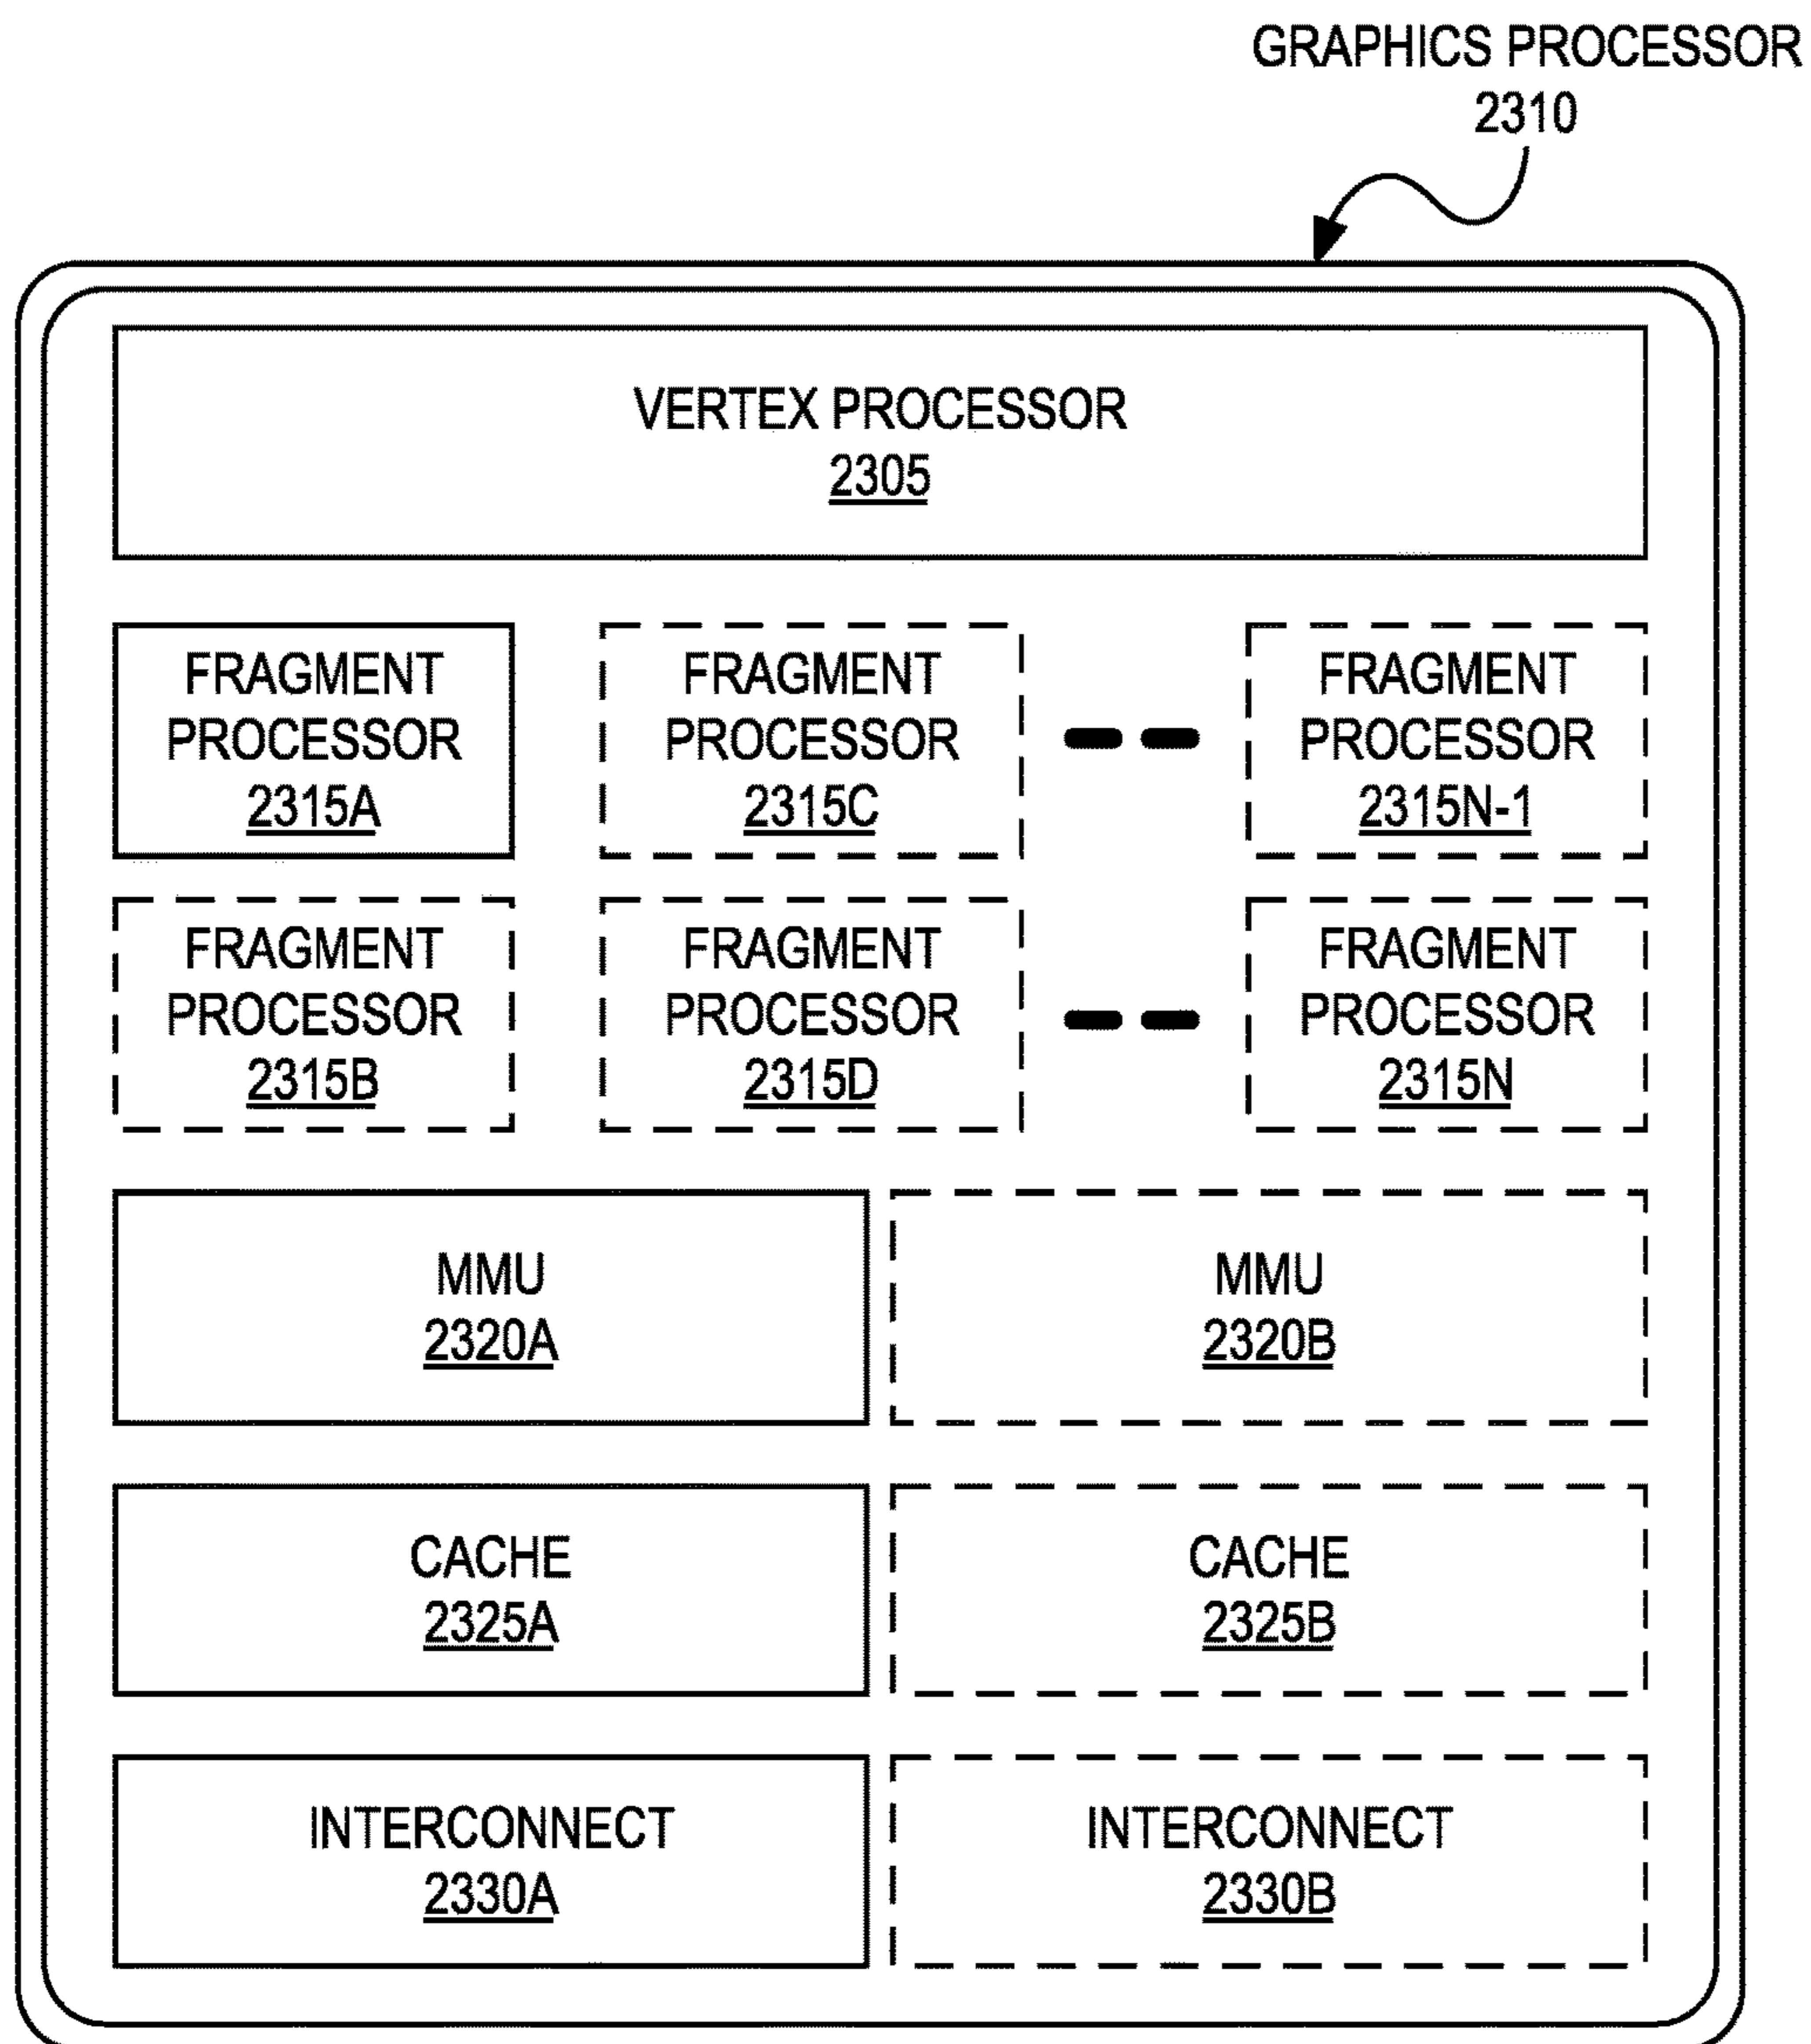 GRAPHICS PROCESSOR
2310
VERTEX PROCESSOR
2305
FRAGMENT
PROCESSOR
2315A
FRAGMENT
PROCESSOR
2315C
FRAGMENT
PROCESSOR
2315N-1
FRAGMENT
PROCESSOR
2315B
FRAGMENT
PROCESSOR
2315D
FRAGMENT
PROCESSOR
2315N
MMU
2320A
MMU
2320B
CACHE
2325A
CACHE
2325B
INTERCONNECT
2330A
INTERCONNECT
2330B